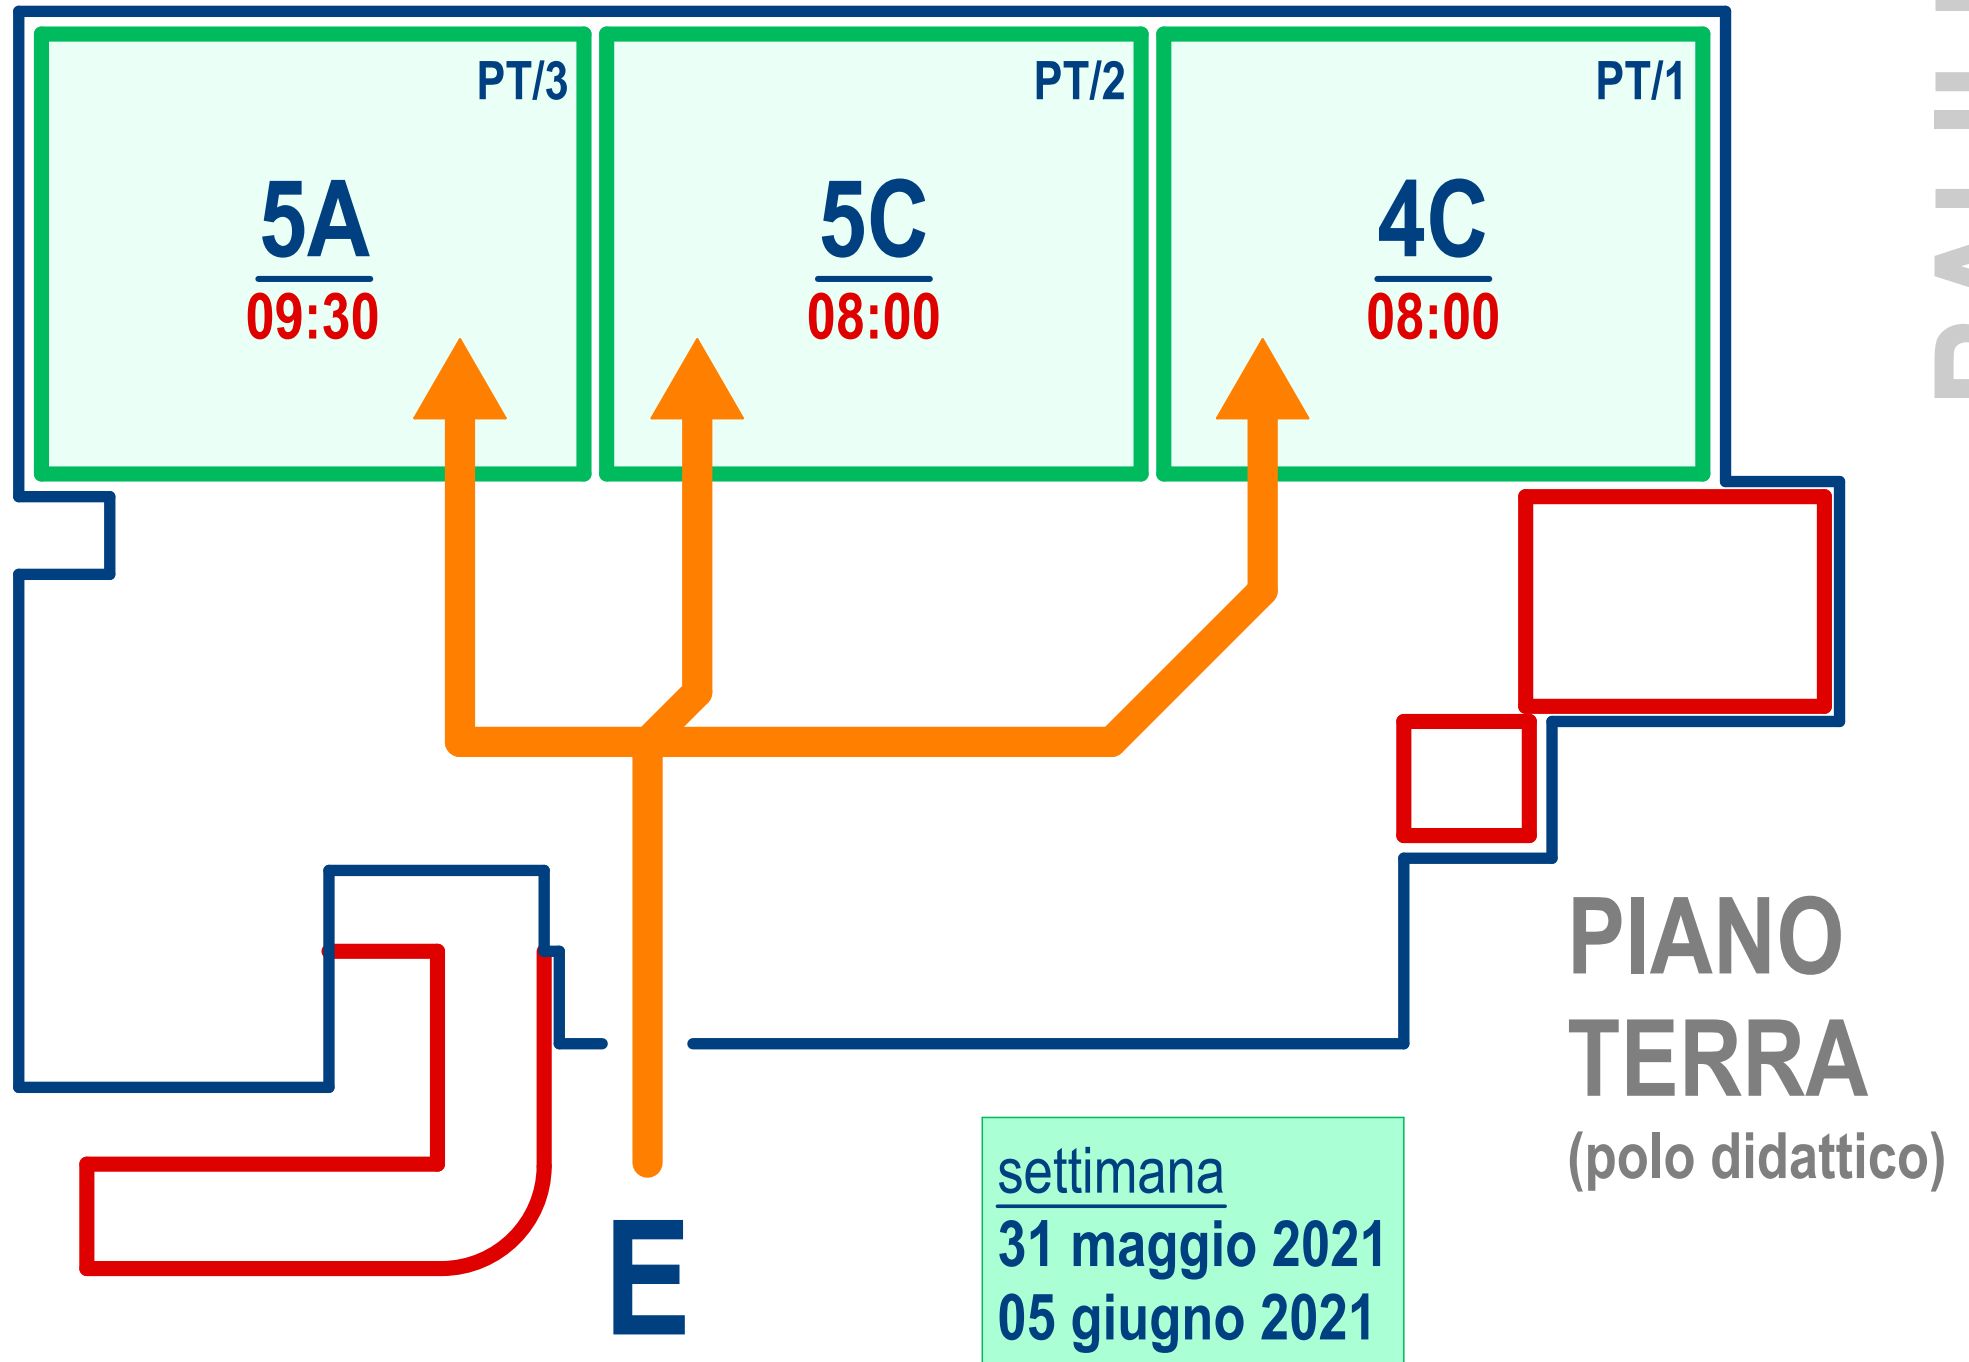 PT/3
PT/2
PT/1
5A
09:30
5C
08:00
4C
08:00
PIANO
TERRA
(polo didattico)
settimana
31 maggio 2021
05 giugno 2021
E